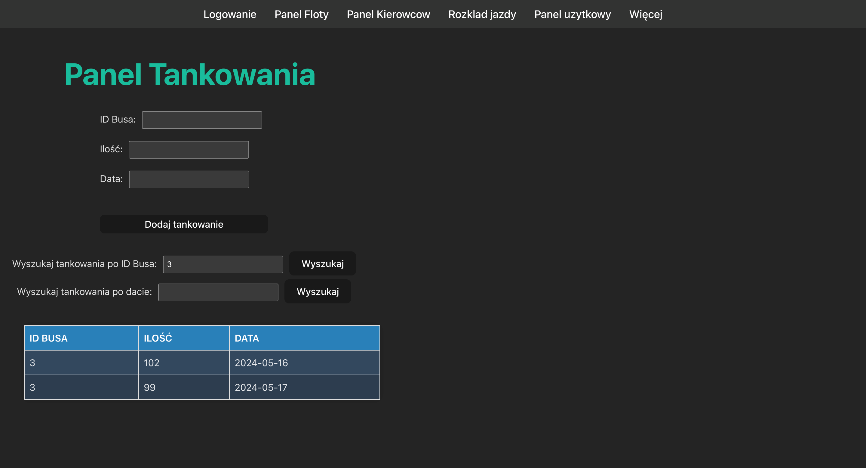 Logowanie Panel Floty Panel Kierowcow Rozklad jazdy Panel uzytkowy Więcej
Panel Tankowania
ID Busa:
Ilość:
Data:
Dodaj tankowanie
Wyszukaj tankowania po ID Busa: 3 Wyszukaj
Wyszukaj tankowania po dacie: Wyszukaj
ID BUSA ILOŚĆ DATA
3 102 2024-05-16
3 99 2024-05-17